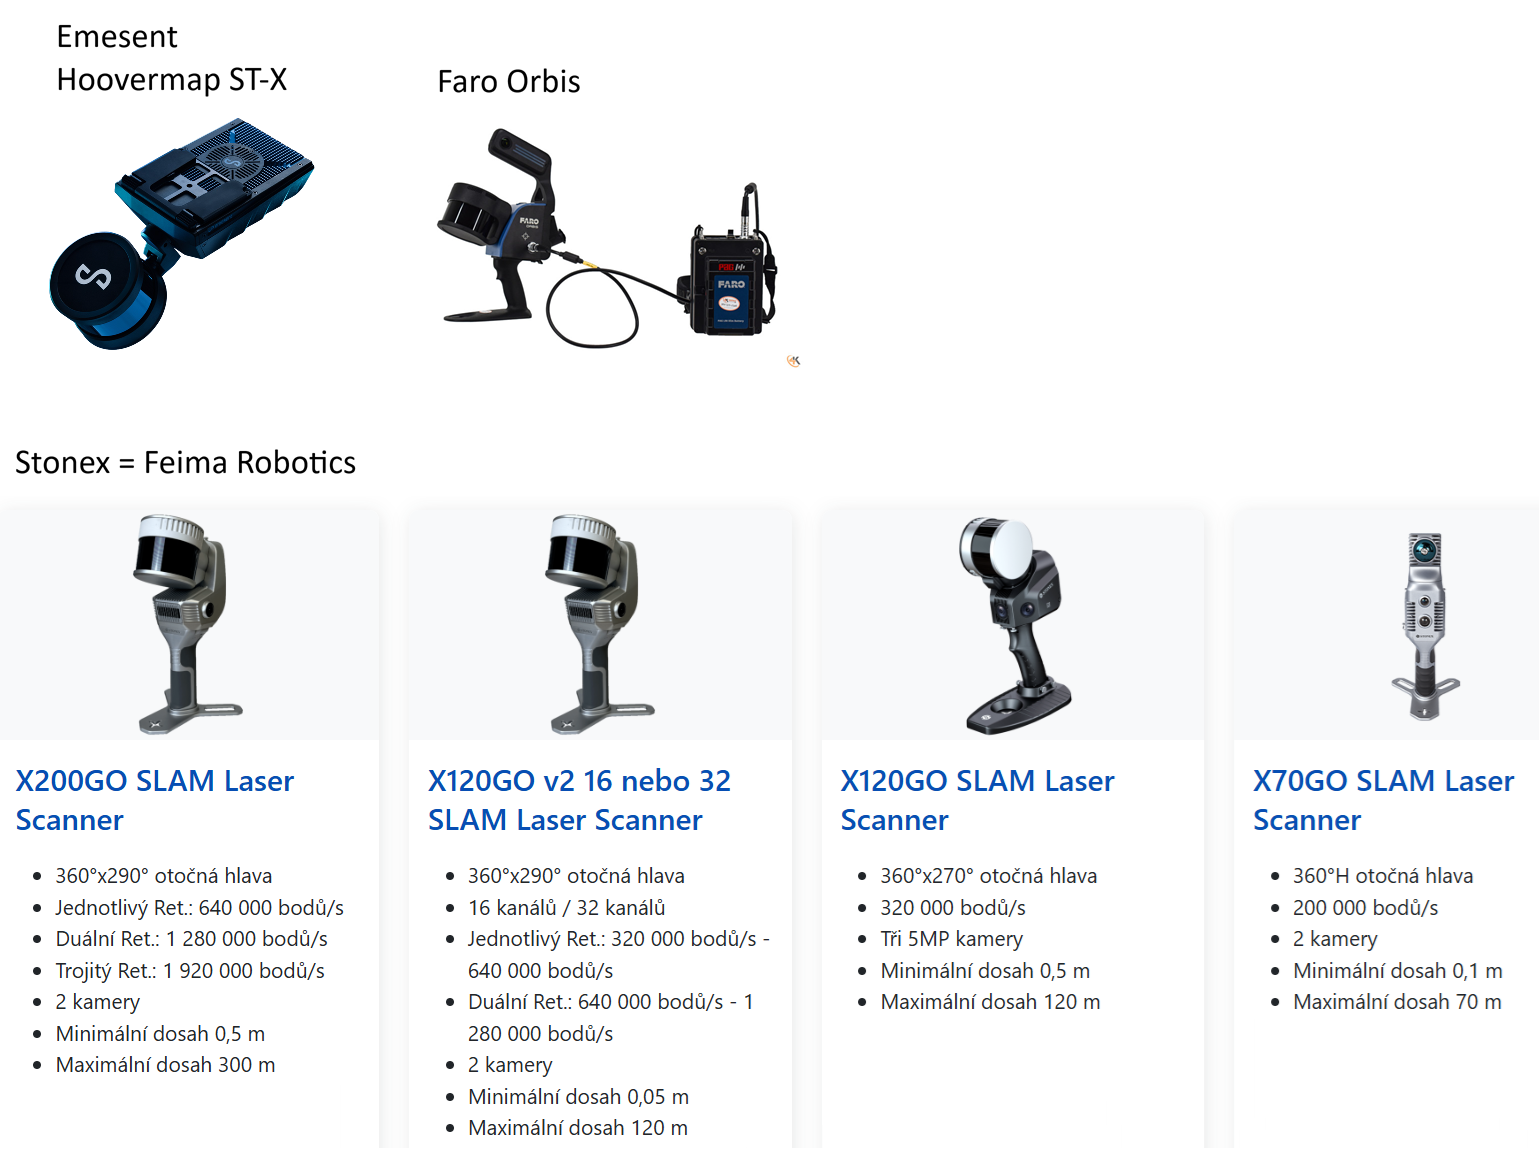 Emesent
Hoovermap ST-X
Faro Orbis
FARO
ORBIS
FARO
Stonex = Feima Robotics
X200GO SLAM Laser
Scanner
• 360°x290° otočná hlava
• Jednotlivý Ret.: 640 000 bodů/s
• Duální Ret.: 1 280 000 bodů/s
• Trojitý Ret.: 1 920 000 bodů/s
• 2 kamery
• Minimální dosah 0,5 m
• Maximální dosah 300 m
X120GO v2 16 nebo 32
SLAM Laser Scanner
• 360°x290° otočná hlava
• 16 kanálů / 32 kanálů
• Jednotlivý Ret.: 320 000 bodů/s -
640 000 bodů/s
• Duální Ret.: 640 000 bodů/s - 1
280 000 bodů/s
• 2 kamery
• Minimální dosah 0,05 m
• Maximální dosah 120 m
X120GO SLAM Laser
Scanner
• 360°x270° otočná hlava
• 320 000 bodů/s
• Tři 5MP kamery
• Minimální dosah 0,5 m
• Maximální dosah 120 m
X70GO SLAM Laser
Scanner
• 360°H otočná hlava
• 200 000 bodů/s
• 2 kamery
• Minimální dosah 0,1 m
• Maximální dosah 70 m